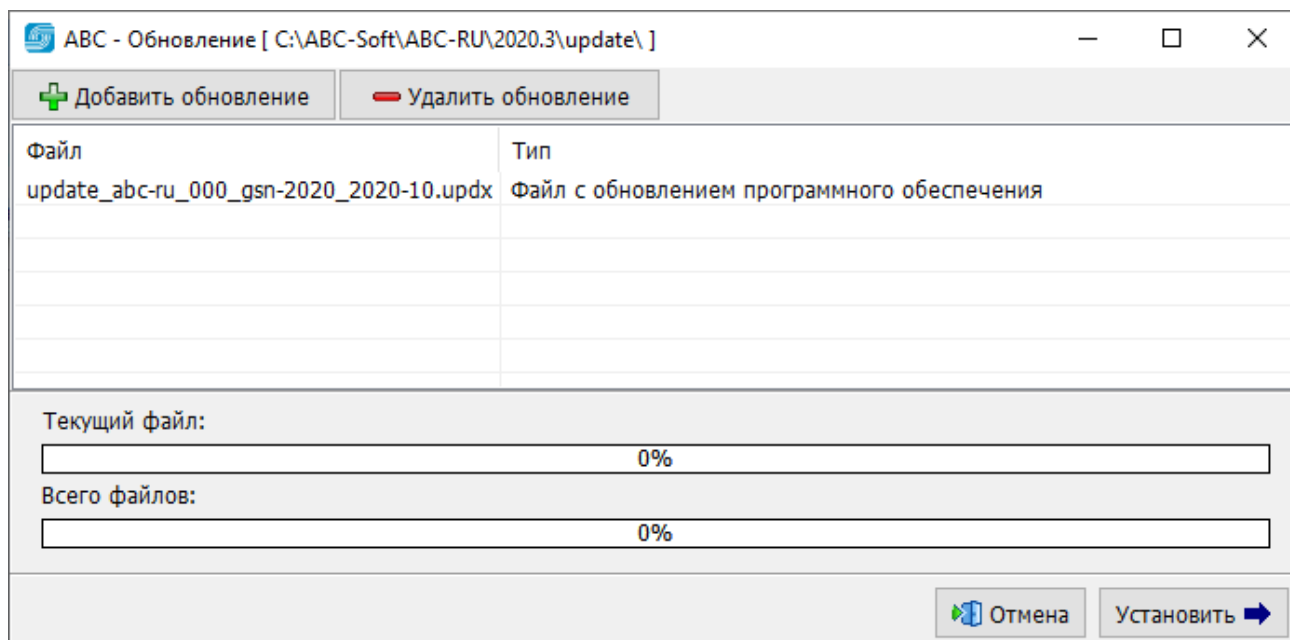 ABC - Обновление [ C:\ABC-Soft\ABC-RU\2020.3\update\ ]
Добавить обновление Удалить обновление
Файл Тип
update_abc-ru_000_gsn-2020_2020-10.updx Файл с обновлением программного обеспечения
Текущий файл:
0%
Всего файлов:
0%
Отмена Установить